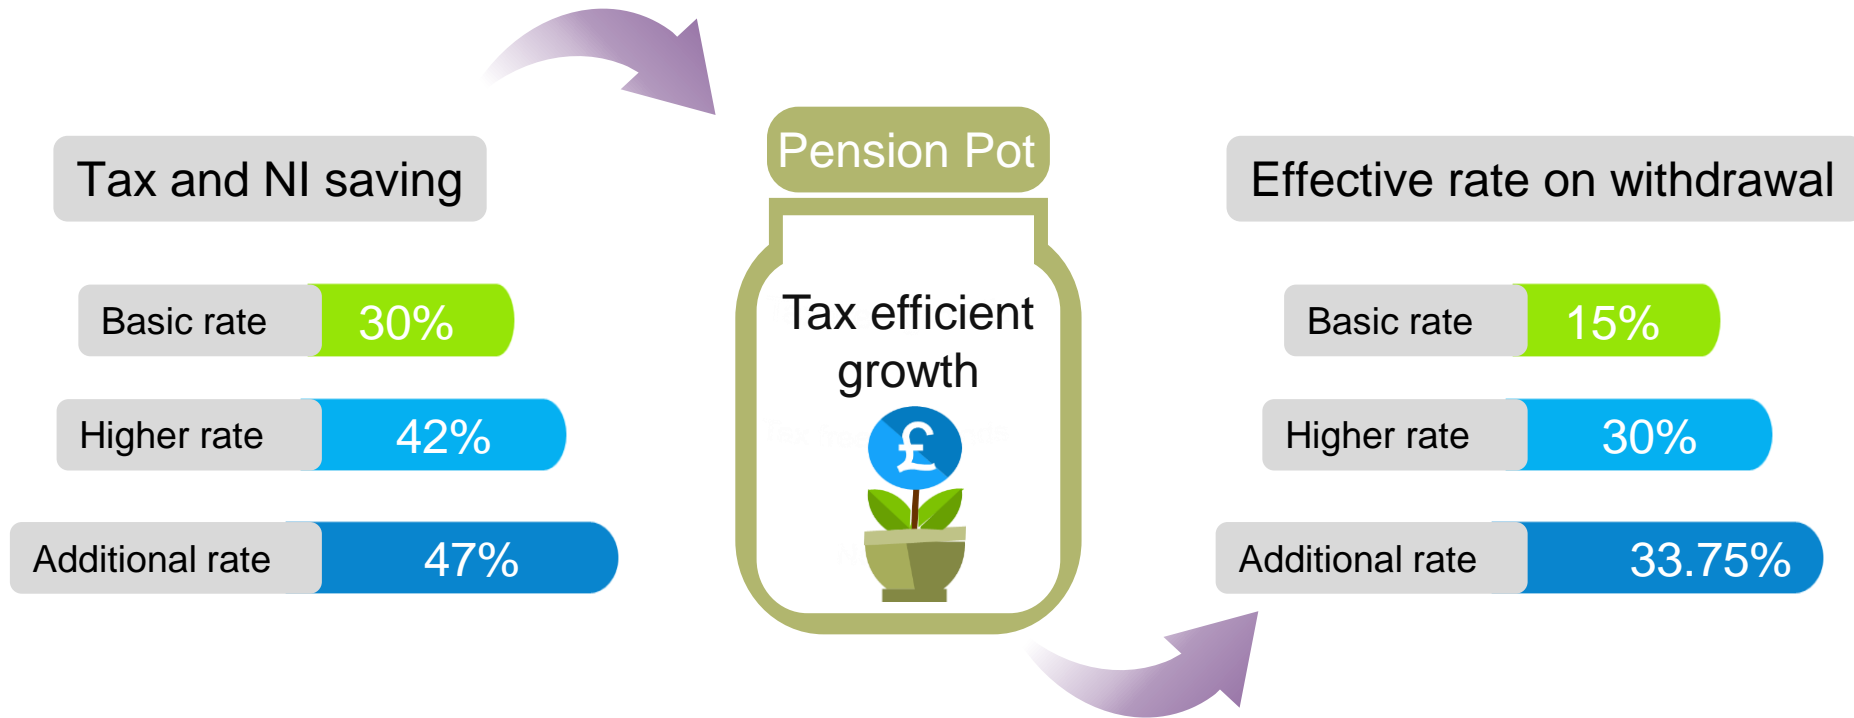 Tax and NI saving
Basic rate 30%
Higher rate 42%
Additional rate 47%
Pension Pot
Tax efficient
growth
£
Effective rate on withdrawal
Basic rate 15%
Higher rate 30%
Additional rate 33.75%